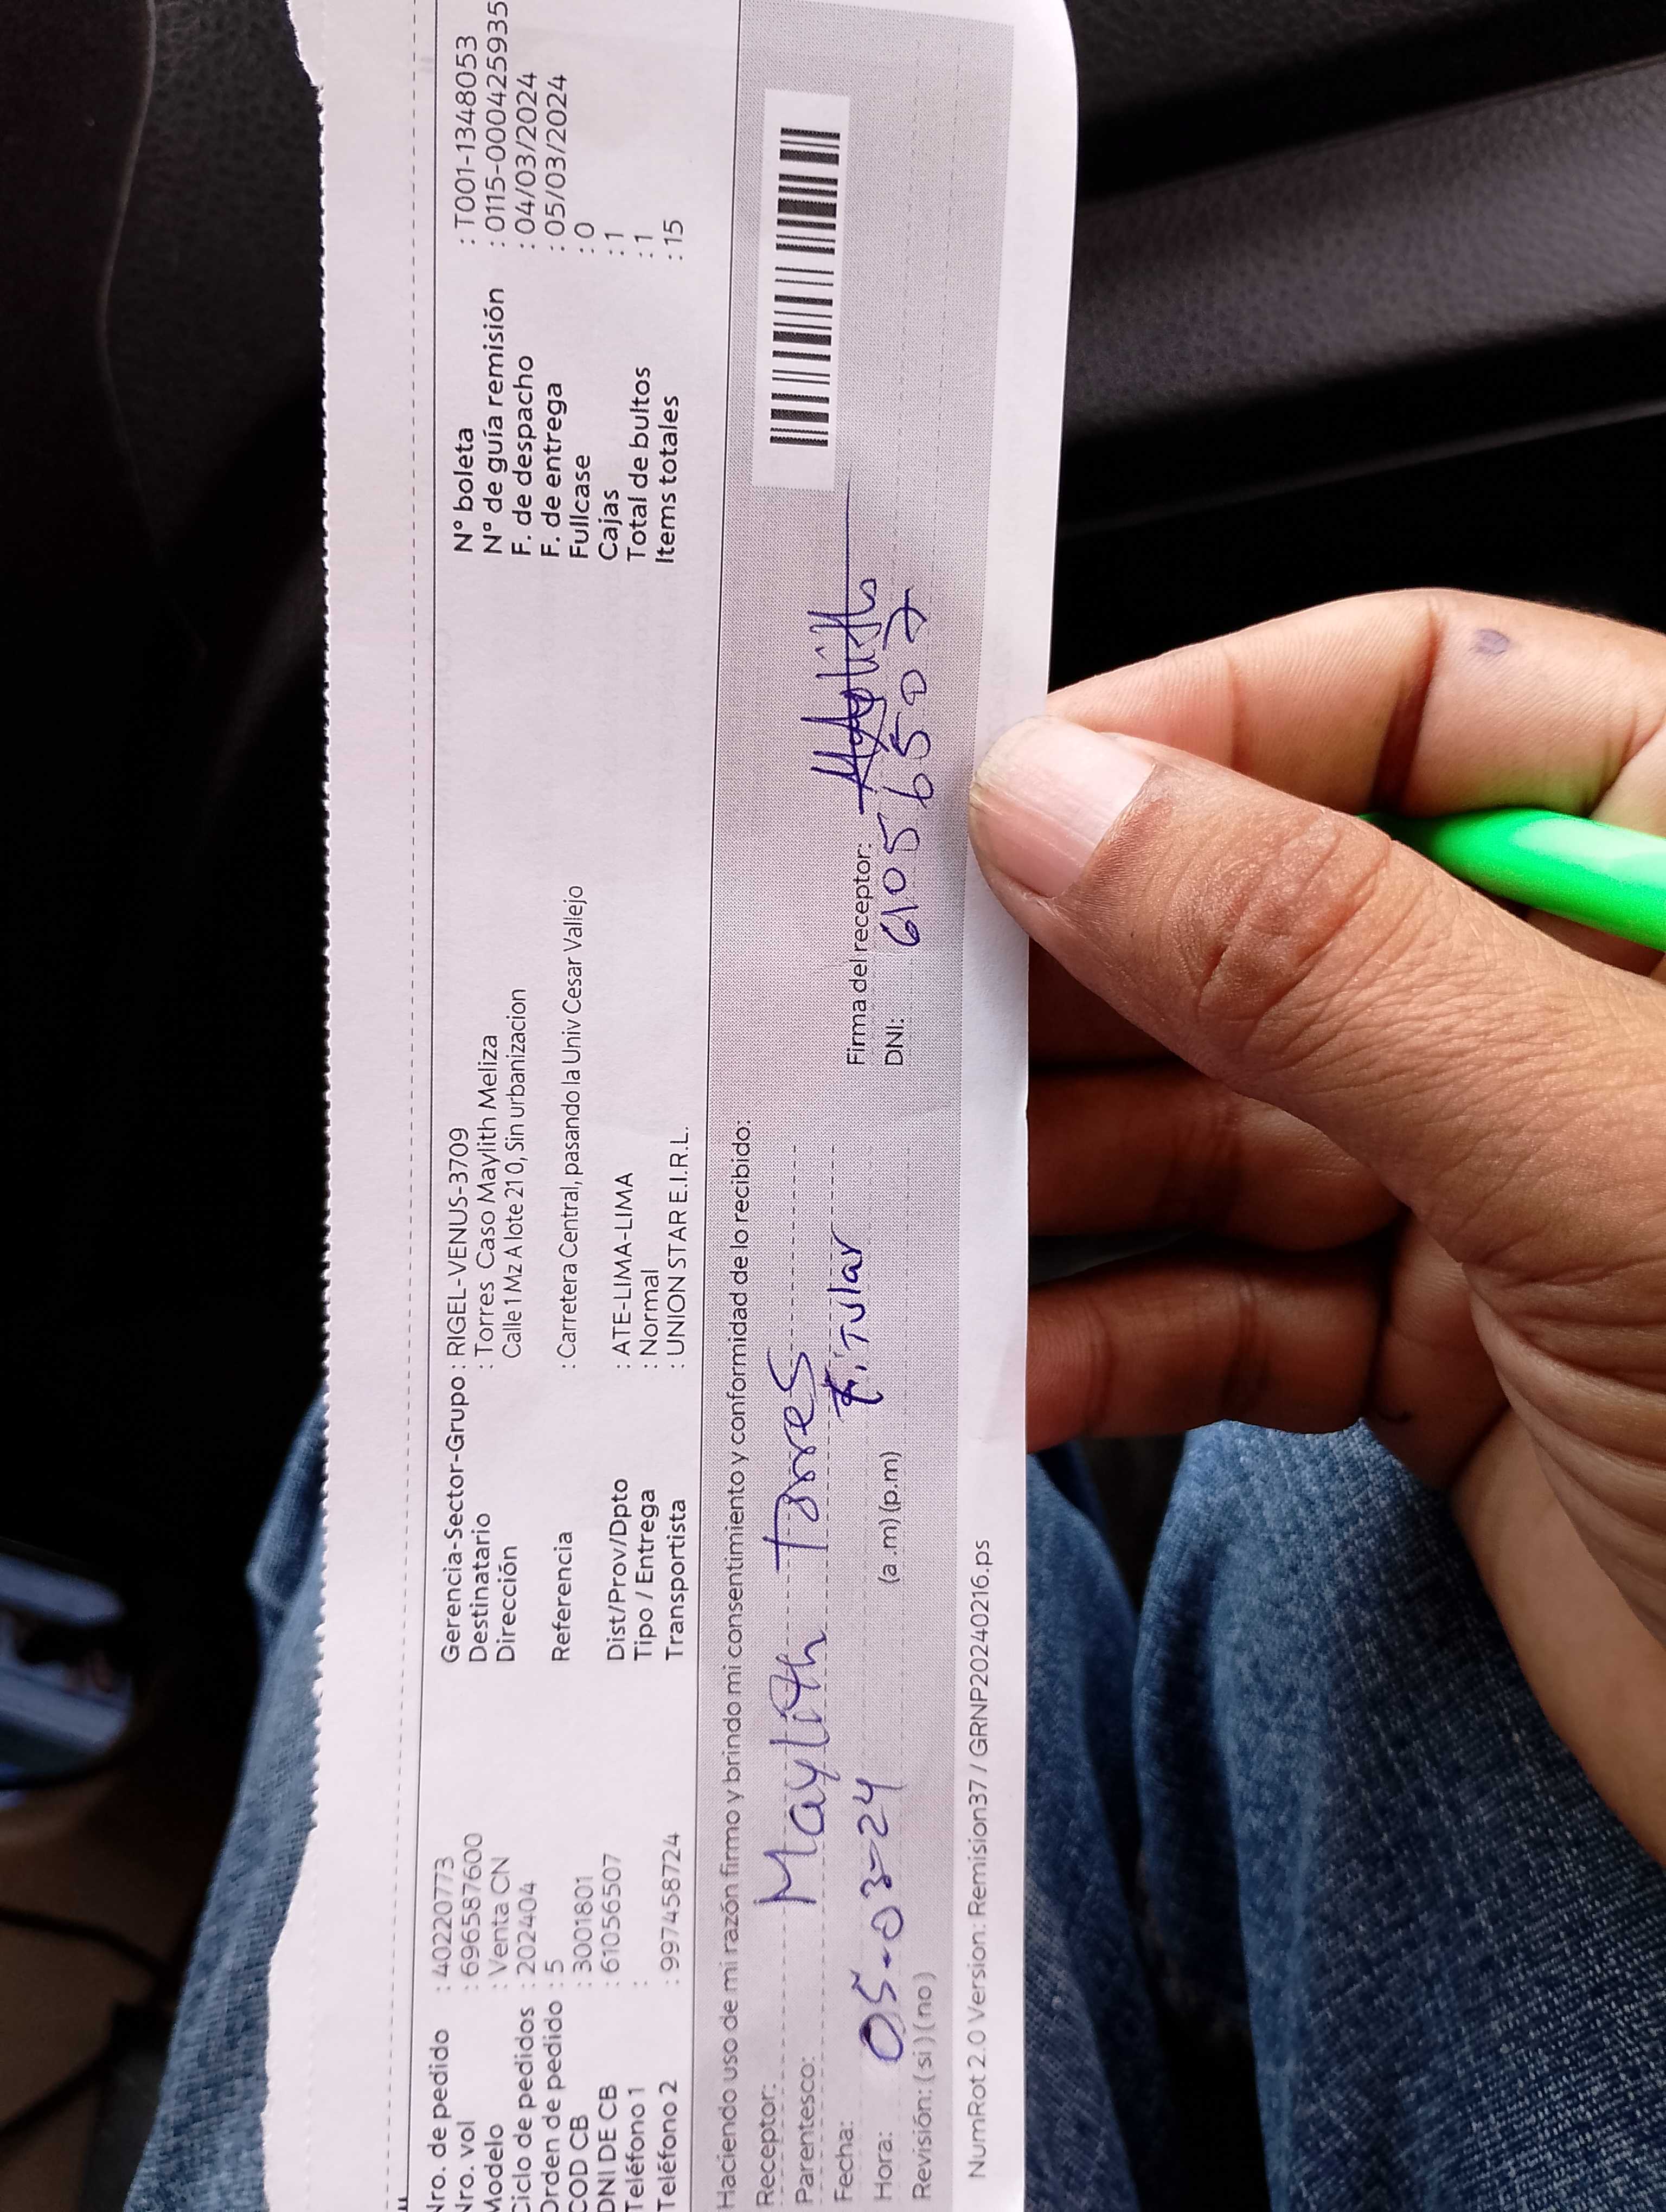 Nro. de pedido : 40220773
Nro. vol : 696587600
Modelo : Venta CN
Ciclo de pedidos : 202404
Orden de pedido : 5
COD CB : 3001801
DNI DE CB : 61056507
Teléfono 1 :
Teléfono 2 : 997458724
Gerencia-Sector-Grupo : RIGEL-VENUS-3709
Destinatario : Torres Caso Maylith Meliza
Dirección Calle 1 Mz A lote 21 0, Sin urbanizacion
Referencia : Carretera Central, pasando la Univ Cesar Vallejo
Dist/Prov/Dpto : ATE-LIMA-LIMA
Tipo / Entrega : Normal
Transportista : UNION STAR E.I.R.L.
N° boleta : T001-1348053
N° de guía remisión : 0115-000425935
F. de despacho : 04/03/2024
F. de entrega : 05/03/2024
Fullcase : 0
Cajas : 1
Total de bultos : 1
Items totales : 15
Haciendo uso de mi razón firmo y brindo mi consentimiento y conformidad de lo recibido:
Receptor: Maylith Torres
Parentesco: Titular
Fecha: 05-03-24
Hora: (a.m) (p.m)
Revisión: ( si ) ( no )
Firma del receptor:
DNI: 61056507
NumRot 2.0 Version: Remision37 / GRNP20240216.ps